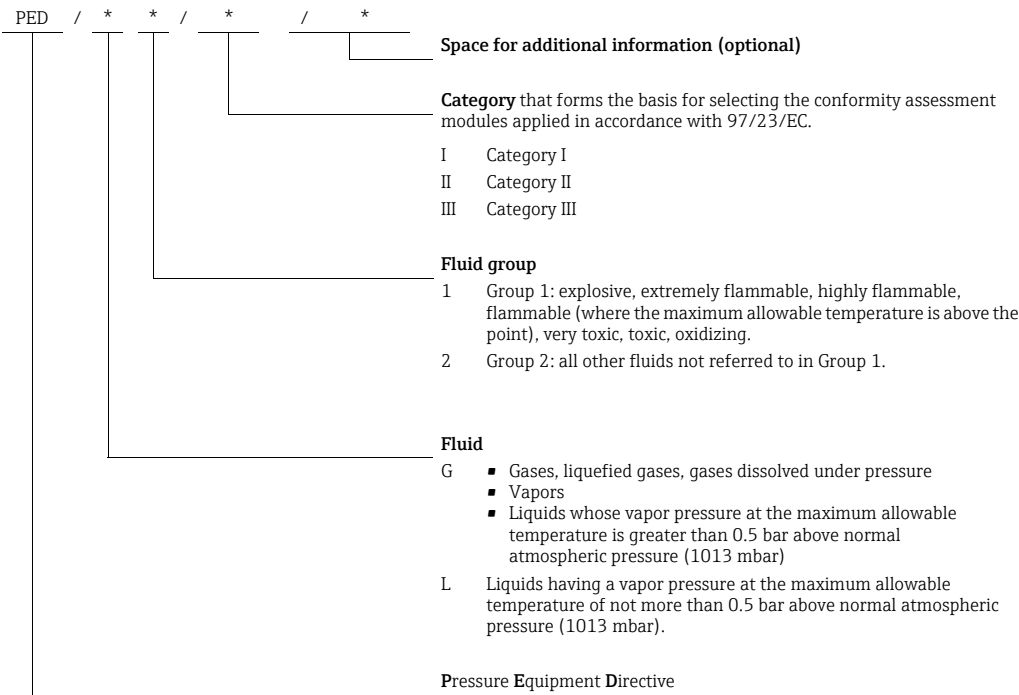 PED / * * / * / *
Space for additional information (optional)
Category that forms the basis for selecting the conformity assessment
modules applied in accordance with 97/23/EC.
I Category I
II Category II
III Category III
Fluid group
1 Group 1: explosive, extremely flammable, highly flammable,
flammable (where the maximum allowable temperature is above the
point), very toxic, toxic, oxidizing.
2 Group 2: all other fluids not referred to in Group 1.
Fluid
G ▪ Gases, liquefied gases, gases dissolved under pressure
▪ Vapors
▪ Liquids whose vapor pressure at the maximum allowable
temperature is greater than 0.5 bar above normal
atmospheric pressure (1013 mbar)
L Liquids having a vapor pressure at the maximum allowable
temperature of not more than 0.5 bar above normal atmospheric
pressure (1013 mbar).
Pressure Equipment Directive